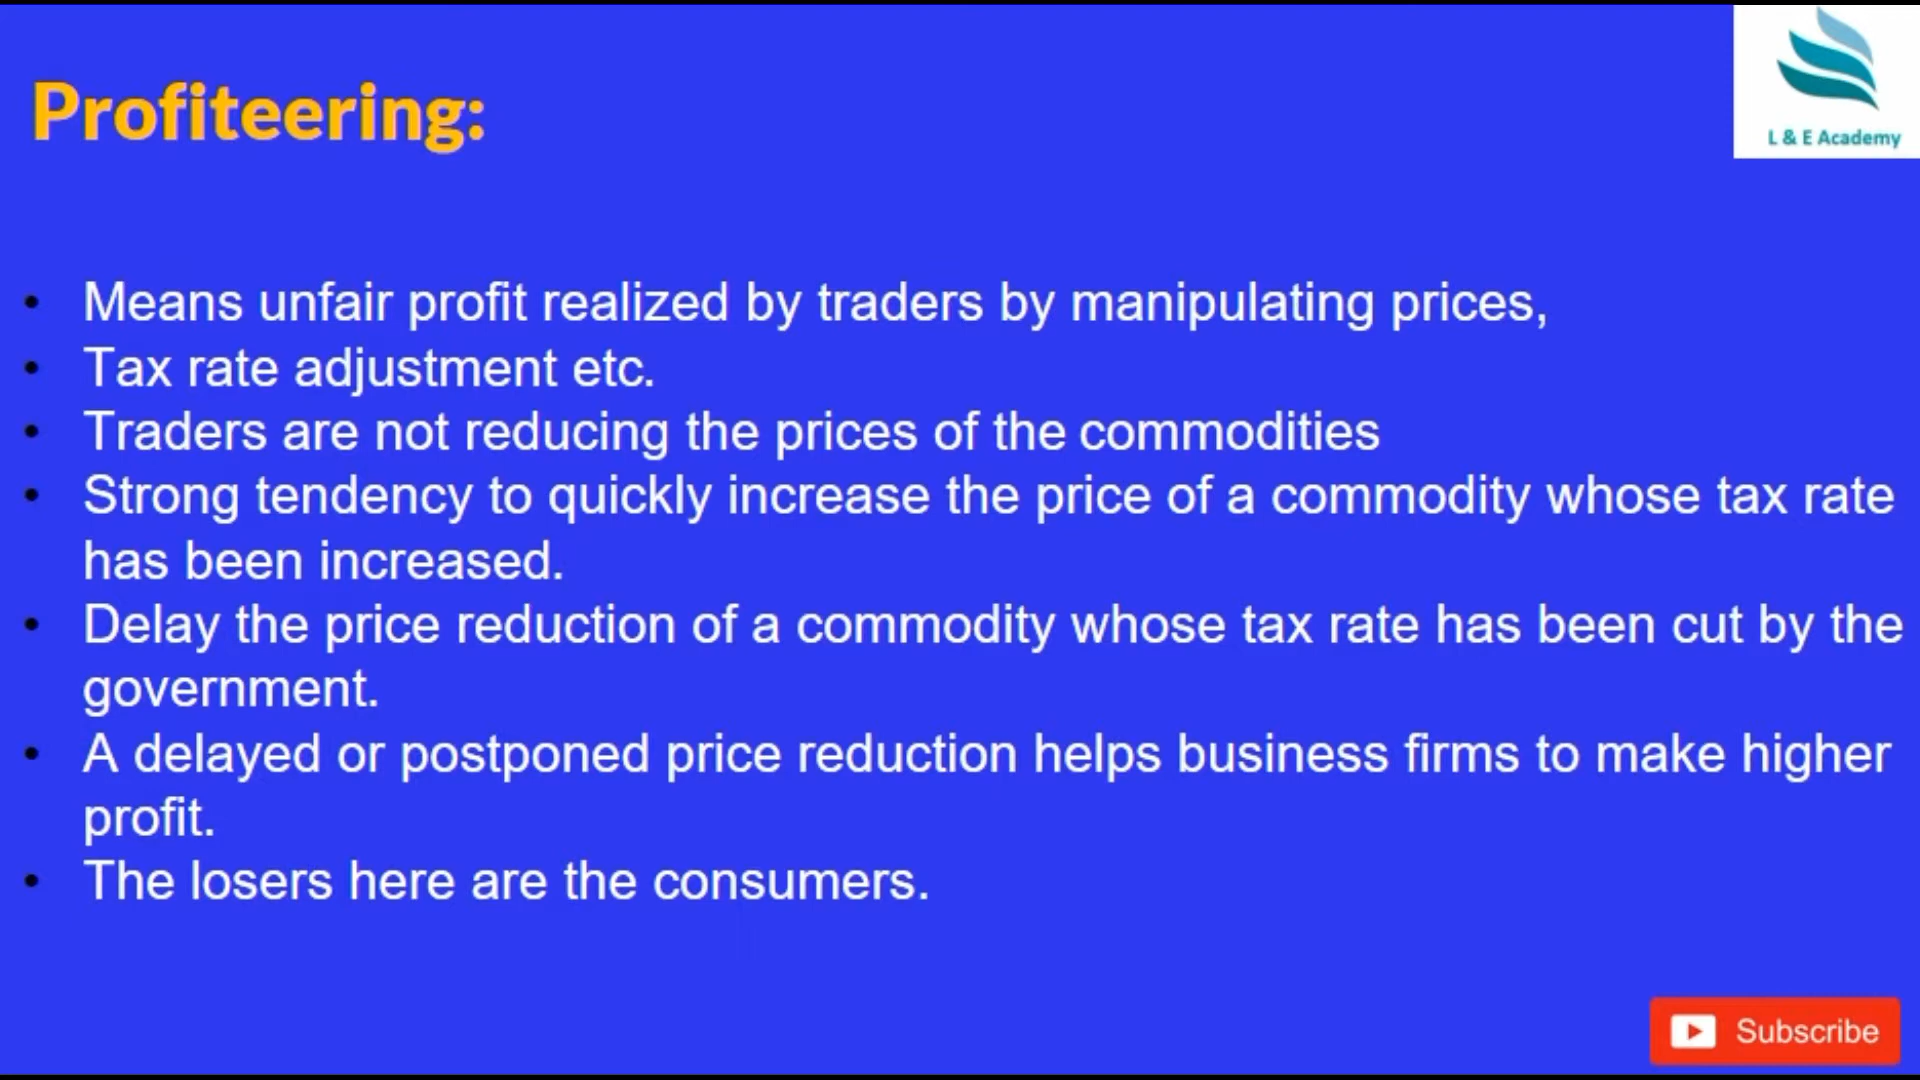 L & E Academy
Profiteering:
• Means unfair profit realized by traders by manipulating prices,
• Tax rate adjustment etc.
• Traders are not reducing the prices of the commodities
• Strong tendency to quickly increase the price of a commodity whose tax rate
has been increased.
• Delay the price reduction of a commodity whose tax rate has been cut by the
government.
• A delayed or postponed price reduction helps business firms to make higher
profit.
• The losers here are the consumers.
Subscribe